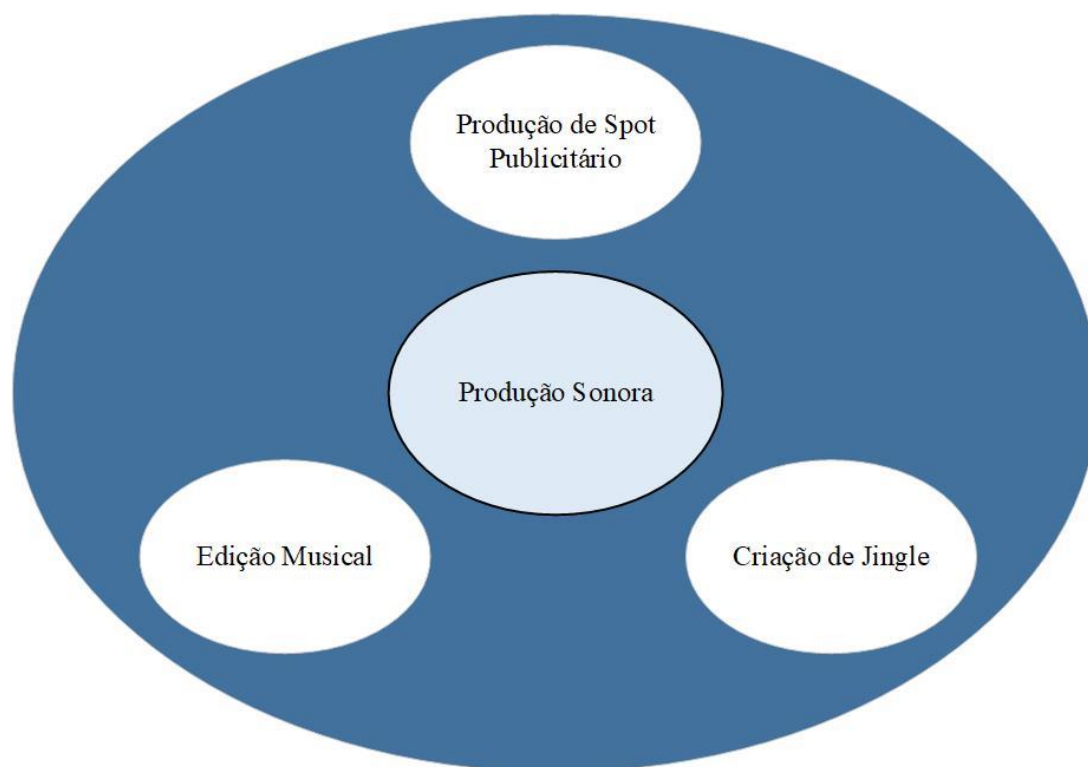 Produção de Spot
Publicitário
Produção Sonora
Edição Musical
Criação de Jingle